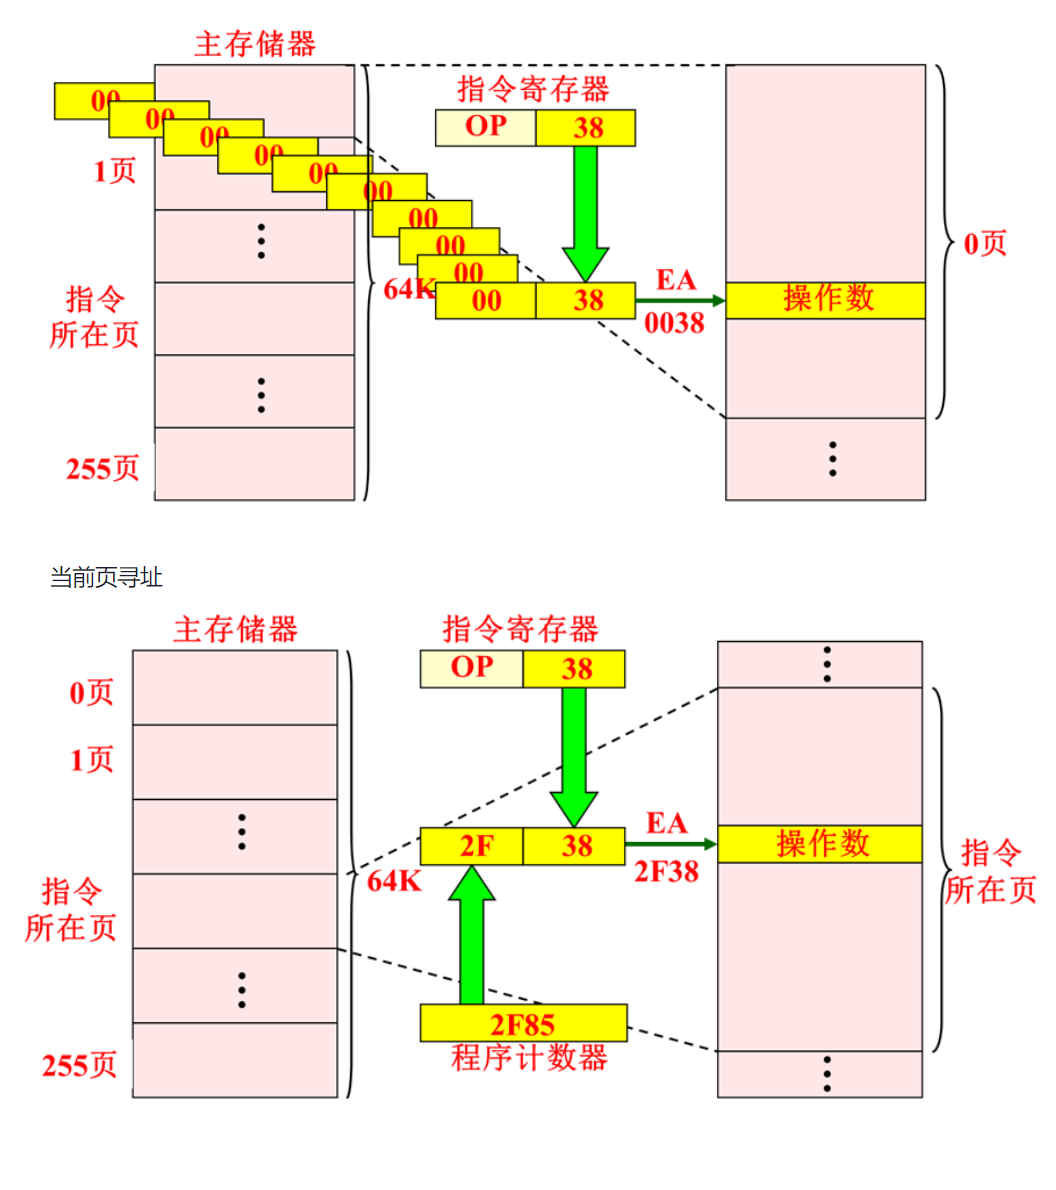 主存储器
指令寄存器
OP 38
00
00
00
00
00
00
00
00
00
00 38
1页
指令
所在页
255页
64K
EA
0038
操作数
0页
当前页寻址
主存储器
指令寄存器
OP 38
0页
1页
指令
所在页
255页
64K
2F 38
EA
2F38
操作数
指令
所在页
2F85
程序计数器